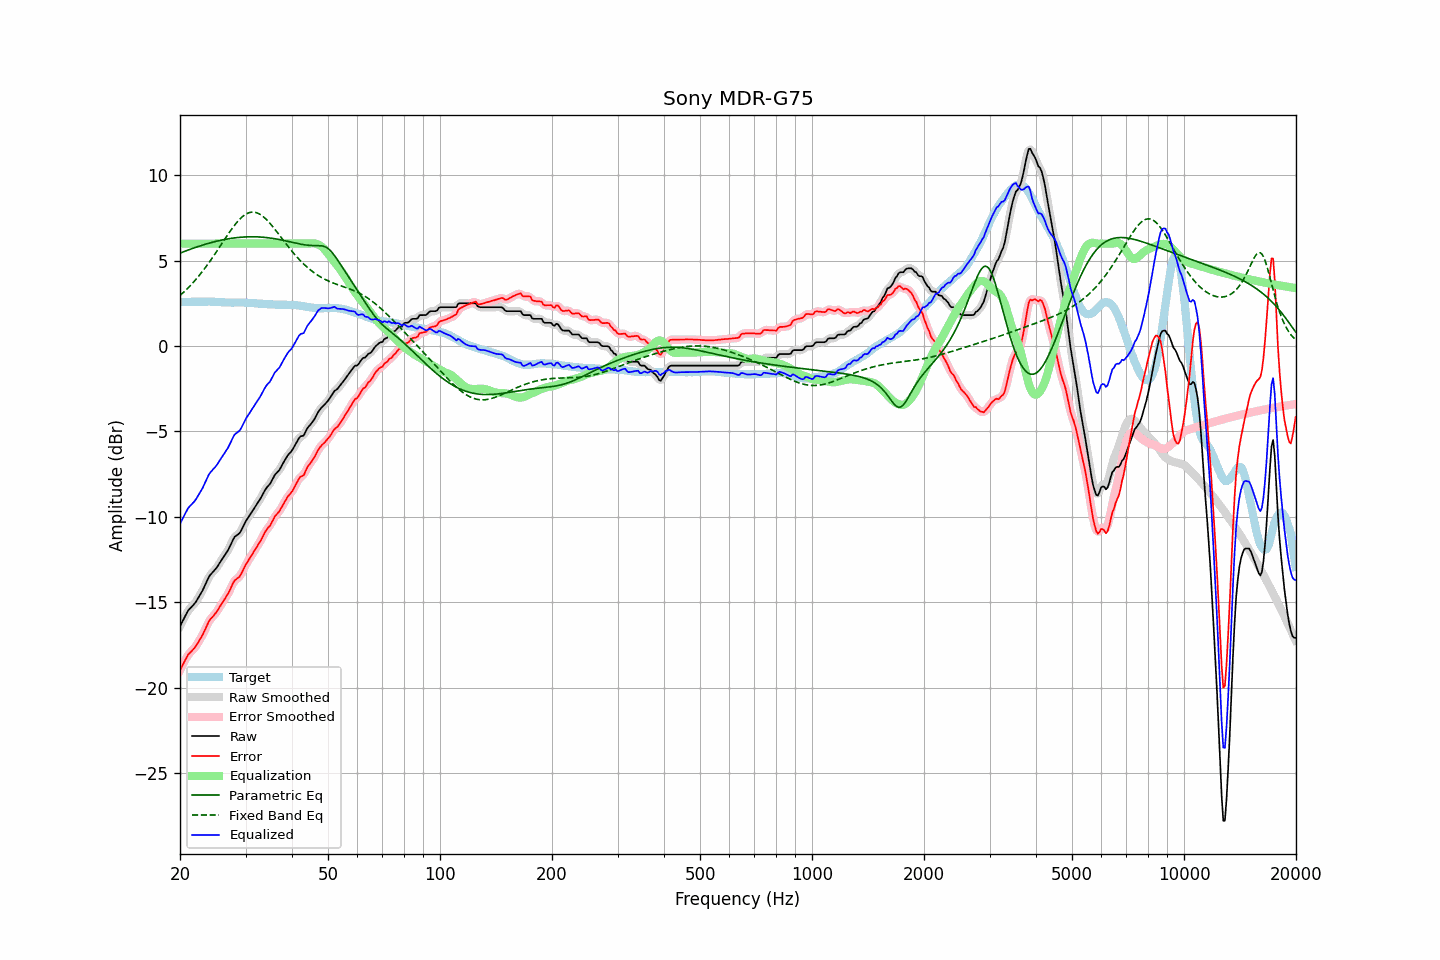 Sony MDR-G75
Amplitude (dBr)
10
5
0
−5
−10
−15
−20
−25
Target
Raw Smoothed
Error Smoothed
Raw
Error
Equalization
Parametric Eq
Fixed Band Eq
Equalized
20 50 100 200 500 1000 2000 5000 10000 20000
Frequency (Hz)